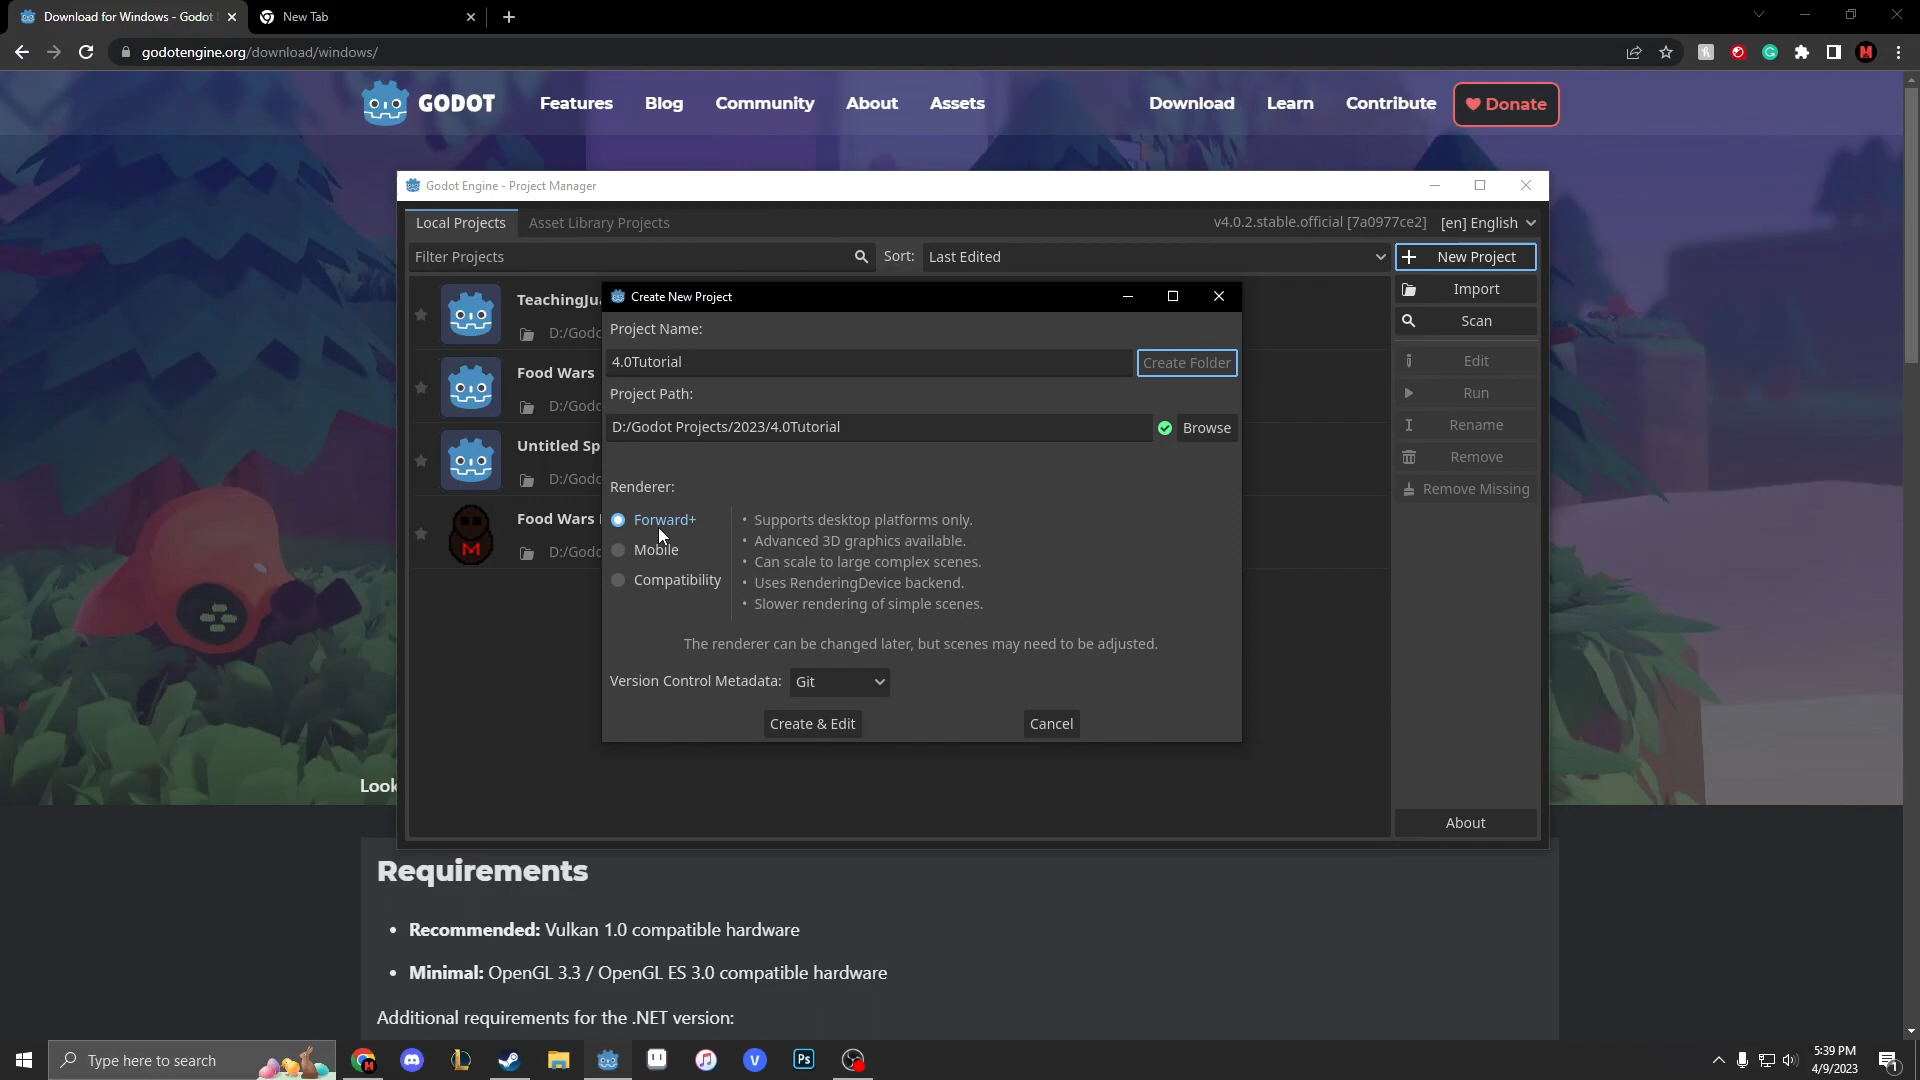 Download for Windows - Godot
New Tab
godotengine.org/download/windows/
GODOT
Features
Blog
Community
About
Assets
Download
Learn
Contribute
Donate
Godot Engine - Project Manager
Local Projects
Asset Library Projects
v4.0.2.stable.official [7a0977ce2]
[en] English
Filter Projects
Sort:
Last Edited
New Project
Import
Scan
Edit
Run
Rename
Remove
Remove Missing
About
D:/Godo
Food Wars
D:/Godo
Untitled Sp
D:/Godo
Food Wars
D:/Godo
Create New Project
Project Name:
4.0Tutorial
Create Folder
Project Path:
D:/Godot Projects/2023/4.0Tutorial
Browse
Renderer:
Forward+
Mobile
Compatibility
• Supports desktop platforms only.
• Advanced 3D graphics available.
• Can scale to large complex scenes.
• Uses RenderingDevice backend.
• Slower rendering of simple scenes.
The renderer can be changed later, but scenes may need to be adjusted.
Version Control Metadata:
Git
Create & Edit
Cancel
Look
Requirements
• Recommended: Vulkan 1.0 compatible hardware
• Minimal: OpenGL 3.3 / OpenGL ES 3.0 compatible hardware
Additional requirements for the .NET version:
Type here to search
Ps
5:39 PM
4/9/2023
1